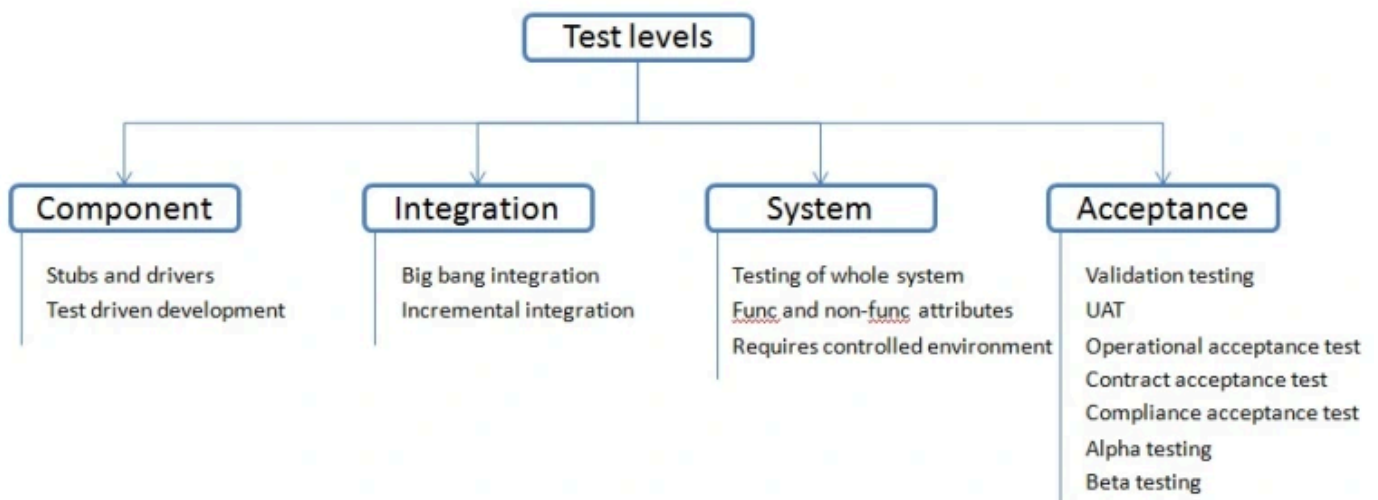 Test levels
Component
Stubs and drivers
Test driven development
Integration
Big bang integration
Incremental integration
System
Testing of whole system
Func and non-func attributes
Requires controlled environment
Acceptance
Validation testing
UAT
Operational acceptance test
Contract acceptance test
Compliance acceptance test
Alpha testing
Beta testing